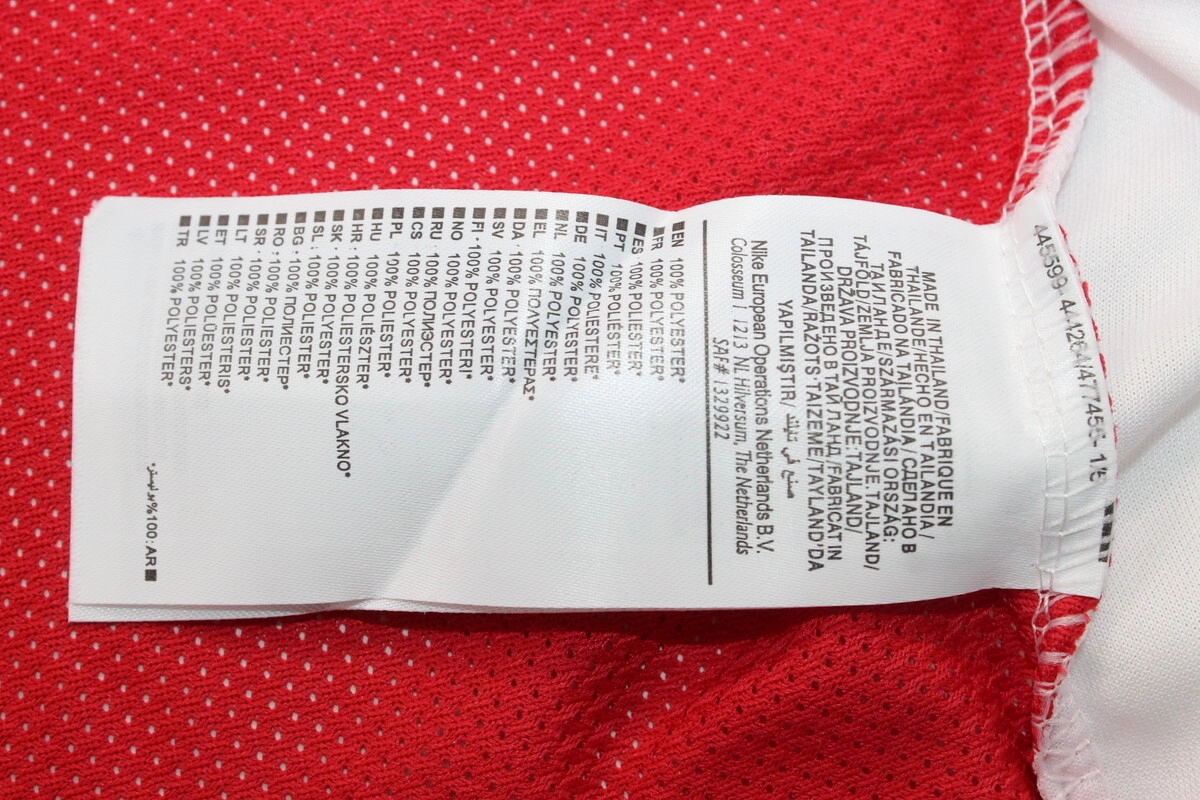 MADE IN THAILAND/FABRIQUE EN
THAILANDE/HECHO EN TAILANDIA/
FABRICADO NA TAILÂNDIA/СДЕЛАНО В
ТАИЛАНДЕ/SZÁRMAZÁSI ORSZÁG:
TÁJFÖLD/ZEMLJA PROIZVODNJE.TAJLAND/
DRŽAVA PROIZVODNJE:TAJLAND/
ПРОИЗВЕДЕНО В ТАЙЛАНД/FABRICAT IN
TAILANDA/RAŽOTS:TAIZEME/TAYLAND'DA
YAPILMIŞTIR/ صنع في تايلند
Nike European Operations Netherlands B.V.
Colosseum 1 1213 NL Hilversum, The Netherlands
SAF# 1329922
EN 100% POLYESTER*
FR 100% POLYESTER*
ES 100% POLIESTER*
PT 100% POLIÉSTER*
IT 100% POLIESTERE*
DE 100% POLYESTER*
NL 100% POLYESTER*
EL 100% ΠΟΛΥΕΣΤΕΡΑΣ*
DA · 100% POLYESTER*
SV 100% POLYESTER*
FI · 100% POLYESTERI*
NO 100% POLYESTER*
RU · 100% ПОЛИЭСТЕР*
CS 100% POLYESTER*
PL 100% POLIESTER*
HU 100% POLIÉSZTER*
HR · 100% POLIESTER*
SK · 100% POLYESTER*
SL : 100% POLIESTERSKO VLAKNO*
BG · 100% ПОЛИЕСТЕР*
RO : 100% POLIESTER*
SR · 100% POLIESTER*
LT · 100% POLIESTERIS*
ET 100% POLÜESTER*
LV 100% POLIESTERS*
TR 100% POLYESTER*
AR : 100% بوليستر*